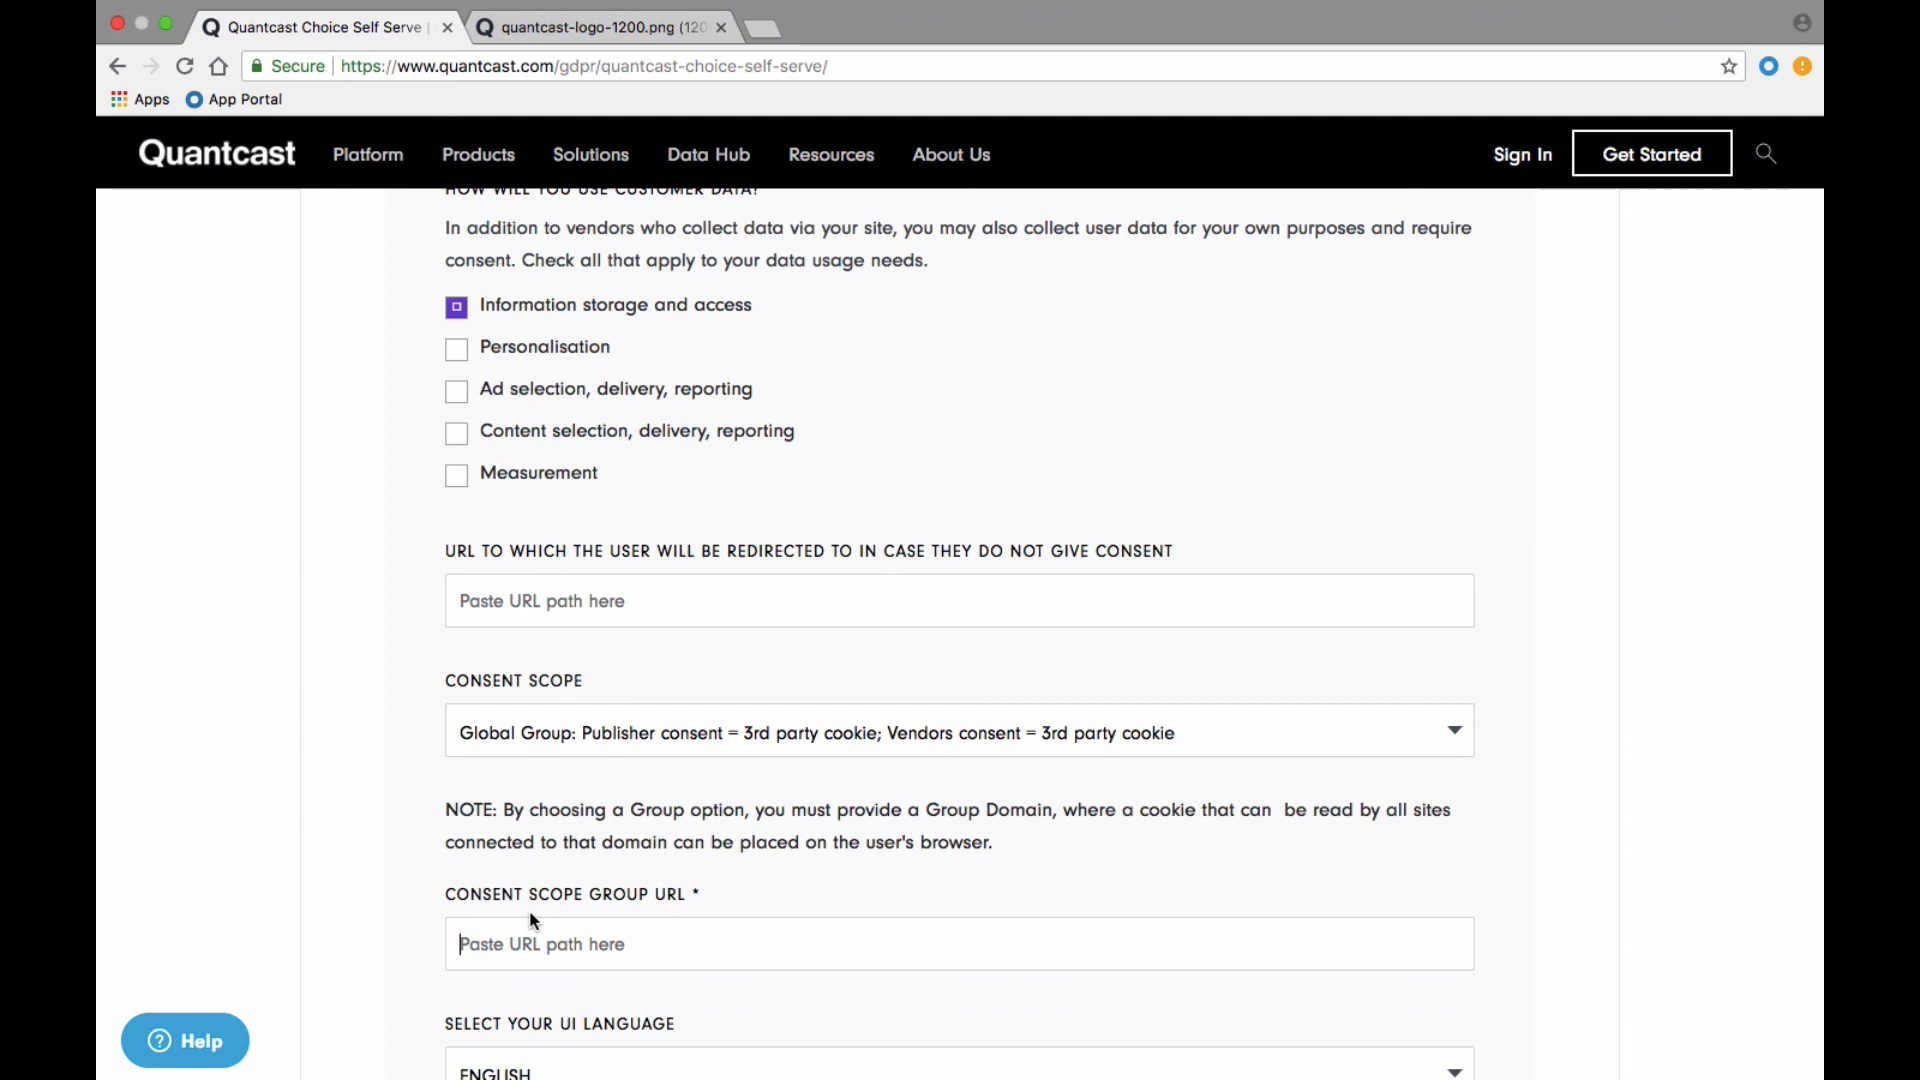 Quantcast Choice Self Serve |
quantcast-logo-1200.png (120
Secure https://www.quantcast.com/gdpr/quantcast-choice-self-serve/
Apps App Portal
Quantcast Platform Products Solutions Data Hub Resources About Us Sign In Get Started
HOW WILL YOU USE CUSTOMER DATA?
In addition to vendors who collect data via your site, you may also collect user data for your own purposes and require
consent. Check all that apply to your data usage needs.
Information storage and access
Personalisation
Ad selection, delivery, reporting
Content selection, delivery, reporting
Measurement
URL TO WHICH THE USER WILL BE REDIRECTED TO IN CASE THEY DO NOT GIVE CONSENT
Paste URL path here
CONSENT SCOPE
Global Group: Publisher consent = 3rd party cookie; Vendors consent = 3rd party cookie
NOTE: By choosing a Group option, you must provide a Group Domain, where a cookie that can be read by all sites
connected to that domain can be placed on the user's browser.
CONSENT SCOPE GROUP URL *
Paste URL path here
SELECT YOUR UI LANGUAGE
ENGLISH
? Help